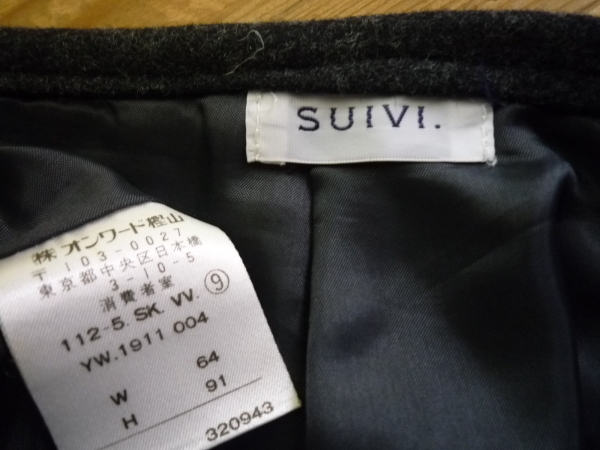 SUIVI.
㈱オンワード樫山
〒103-0027
東京都中央区日本橋
3-10-5
消費者室
⑨
112-5. SK. VV.
YW.1911 004
W 64
H 91
320943